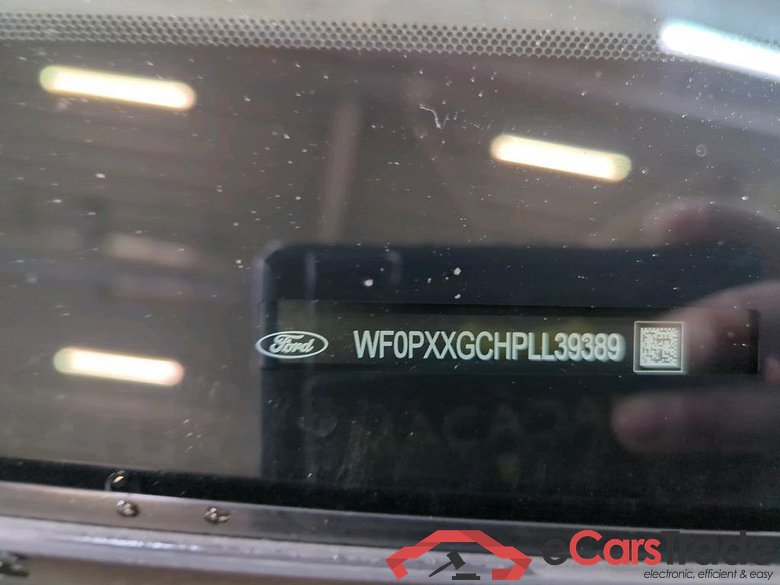 Ford WF0PXXGCHPLL39389
eCarsTrade
electronic, efficient & easy